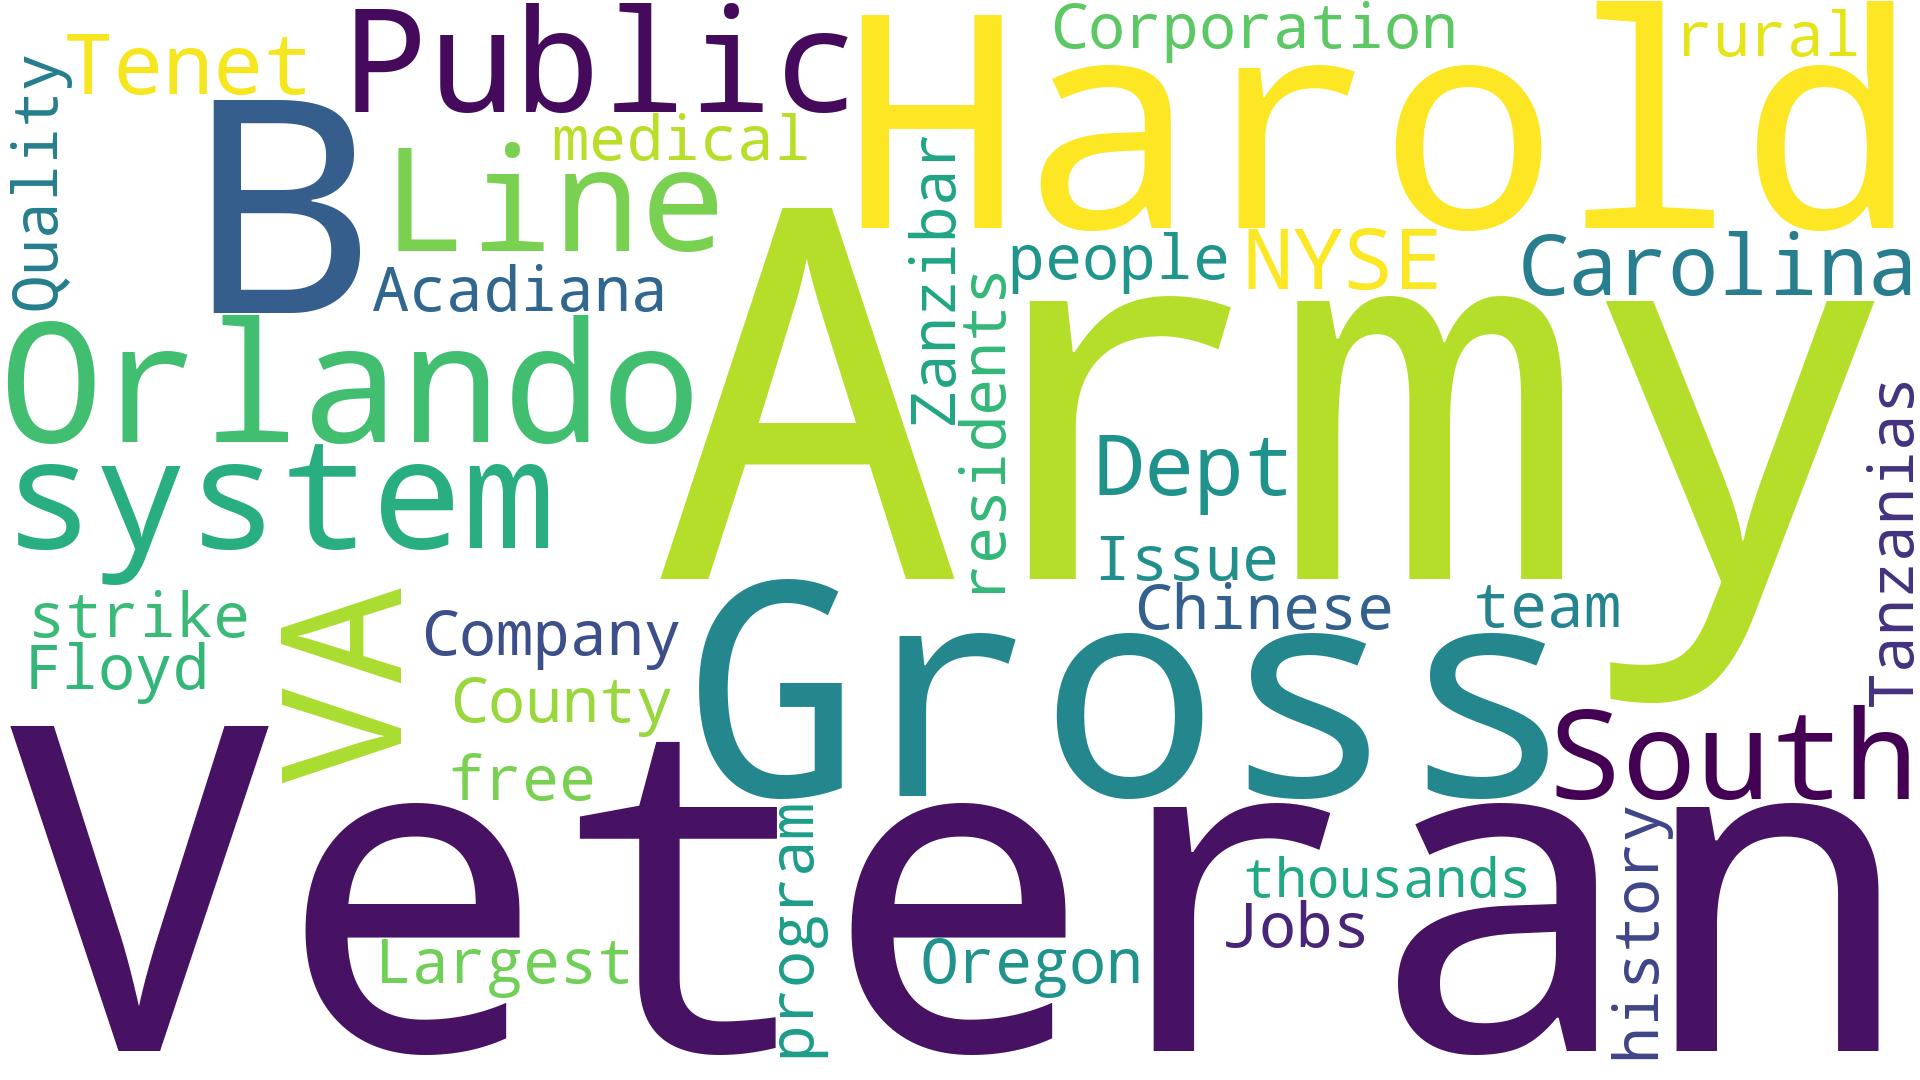 Public
Harold
Corporation
rural
Tenet
Quality
B
Line
medical
Zanzibar
people
NYSE
Carolina
Acadiana
Army
residents
Orlando
system
Dept
Issue
Tanzanias
Chinese
team
strike
Floyd
VA
Company
County
free
Gross
South
Veteran
program
thousands
Jobs
history
Largest
Oregon